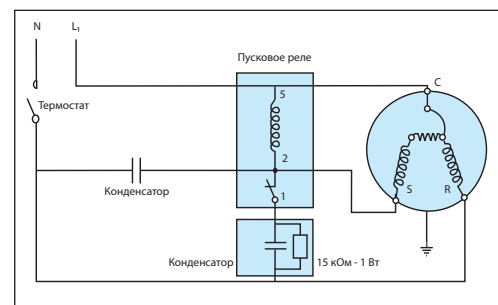 N
L₁
Пусковое реле
C
5
Термостат
2
Конденсатор
1
S
R
Конденсатор
15 кОм - 1 Вт